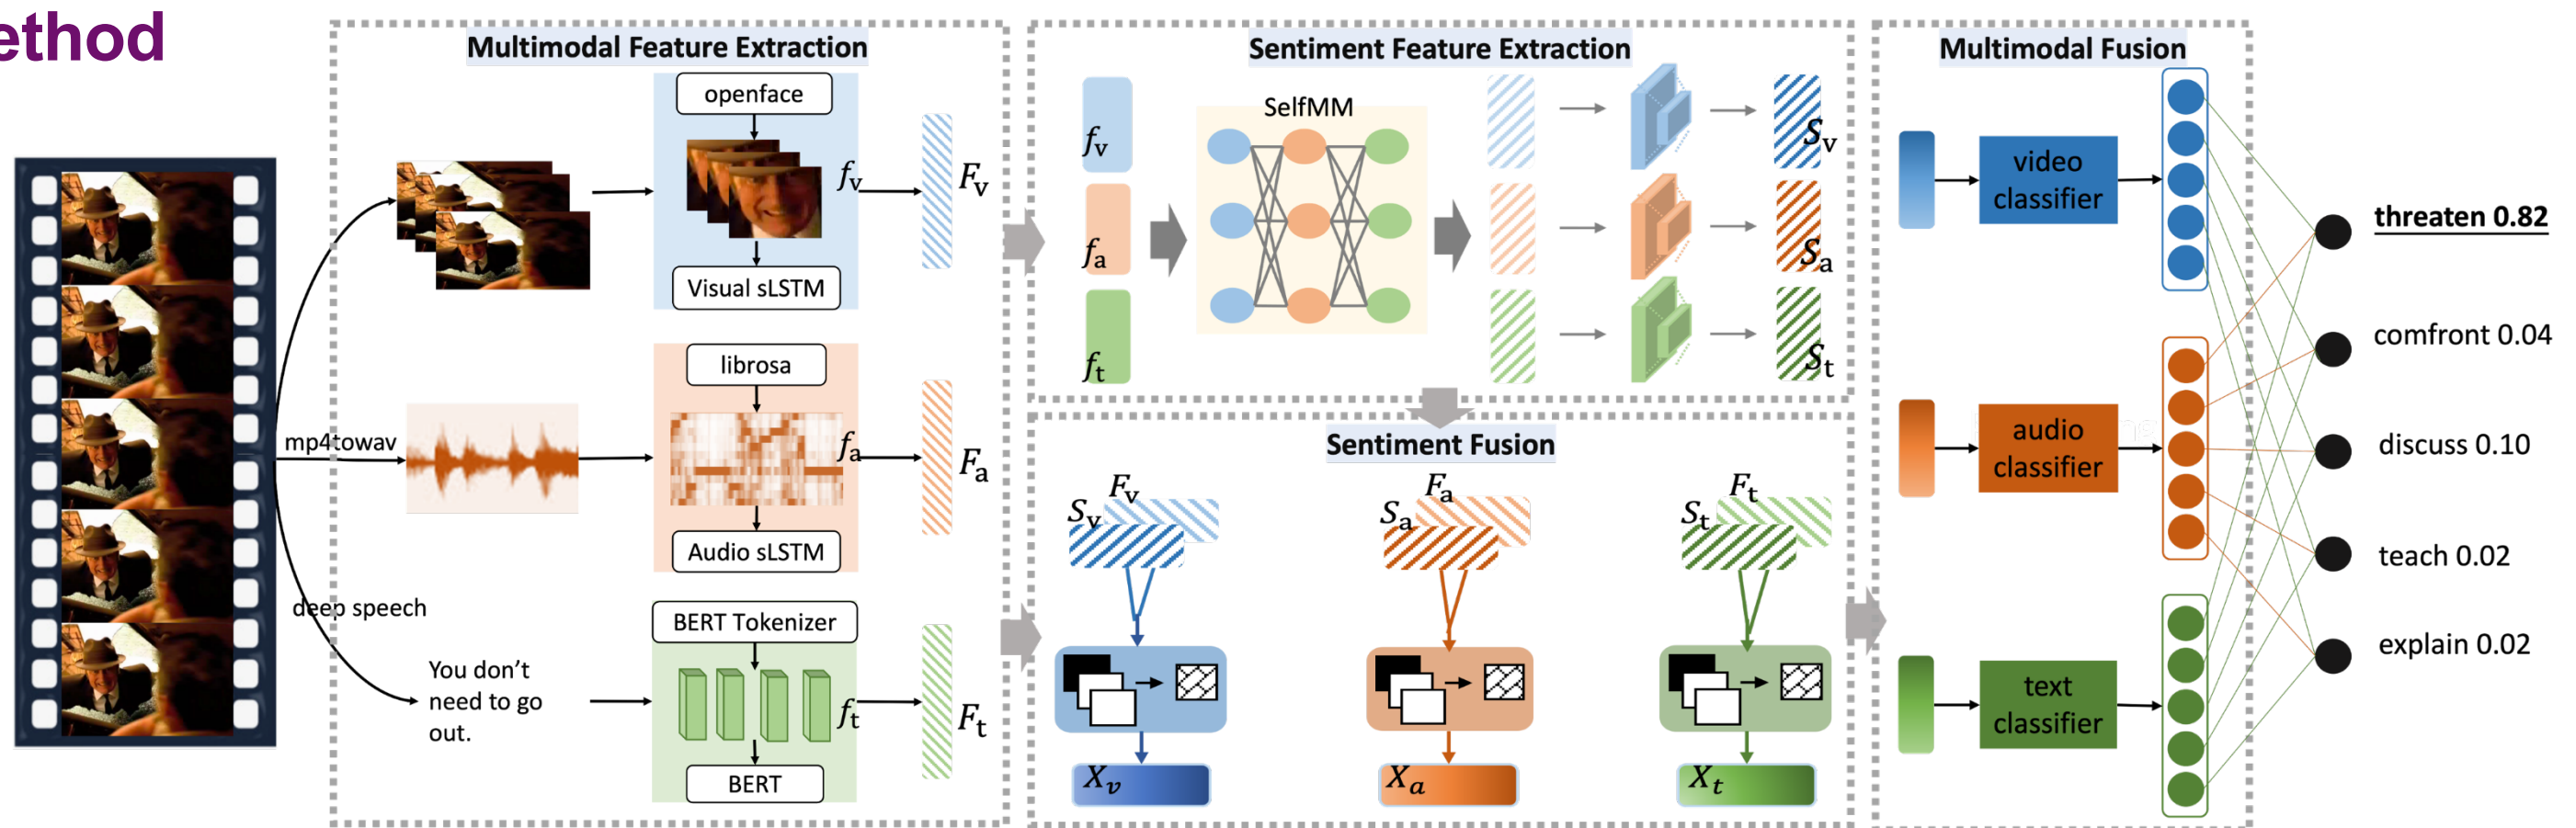 ethod
Multimodal Feature Extraction
openface
fv
Fv
Visual sLSTM
mp4towav
librosa
fa
Fa
Audio sLSTM
deep speech
You don't
need to go
out.
BERT Tokenizer
ft
Ft
BERT
Sentiment Feature Extraction
fv
fa
ft
SelfMM
Sv
Sa
St
Sentiment Fusion
Fv
Sv
Fa
Sa
Ft
St
Xv
Xa
Xt
Multimodal Fusion
video
classifier
audio
classifier
text
classifier
threaten 0.82
comfront 0.04
discuss 0.10
teach 0.02
explain 0.02